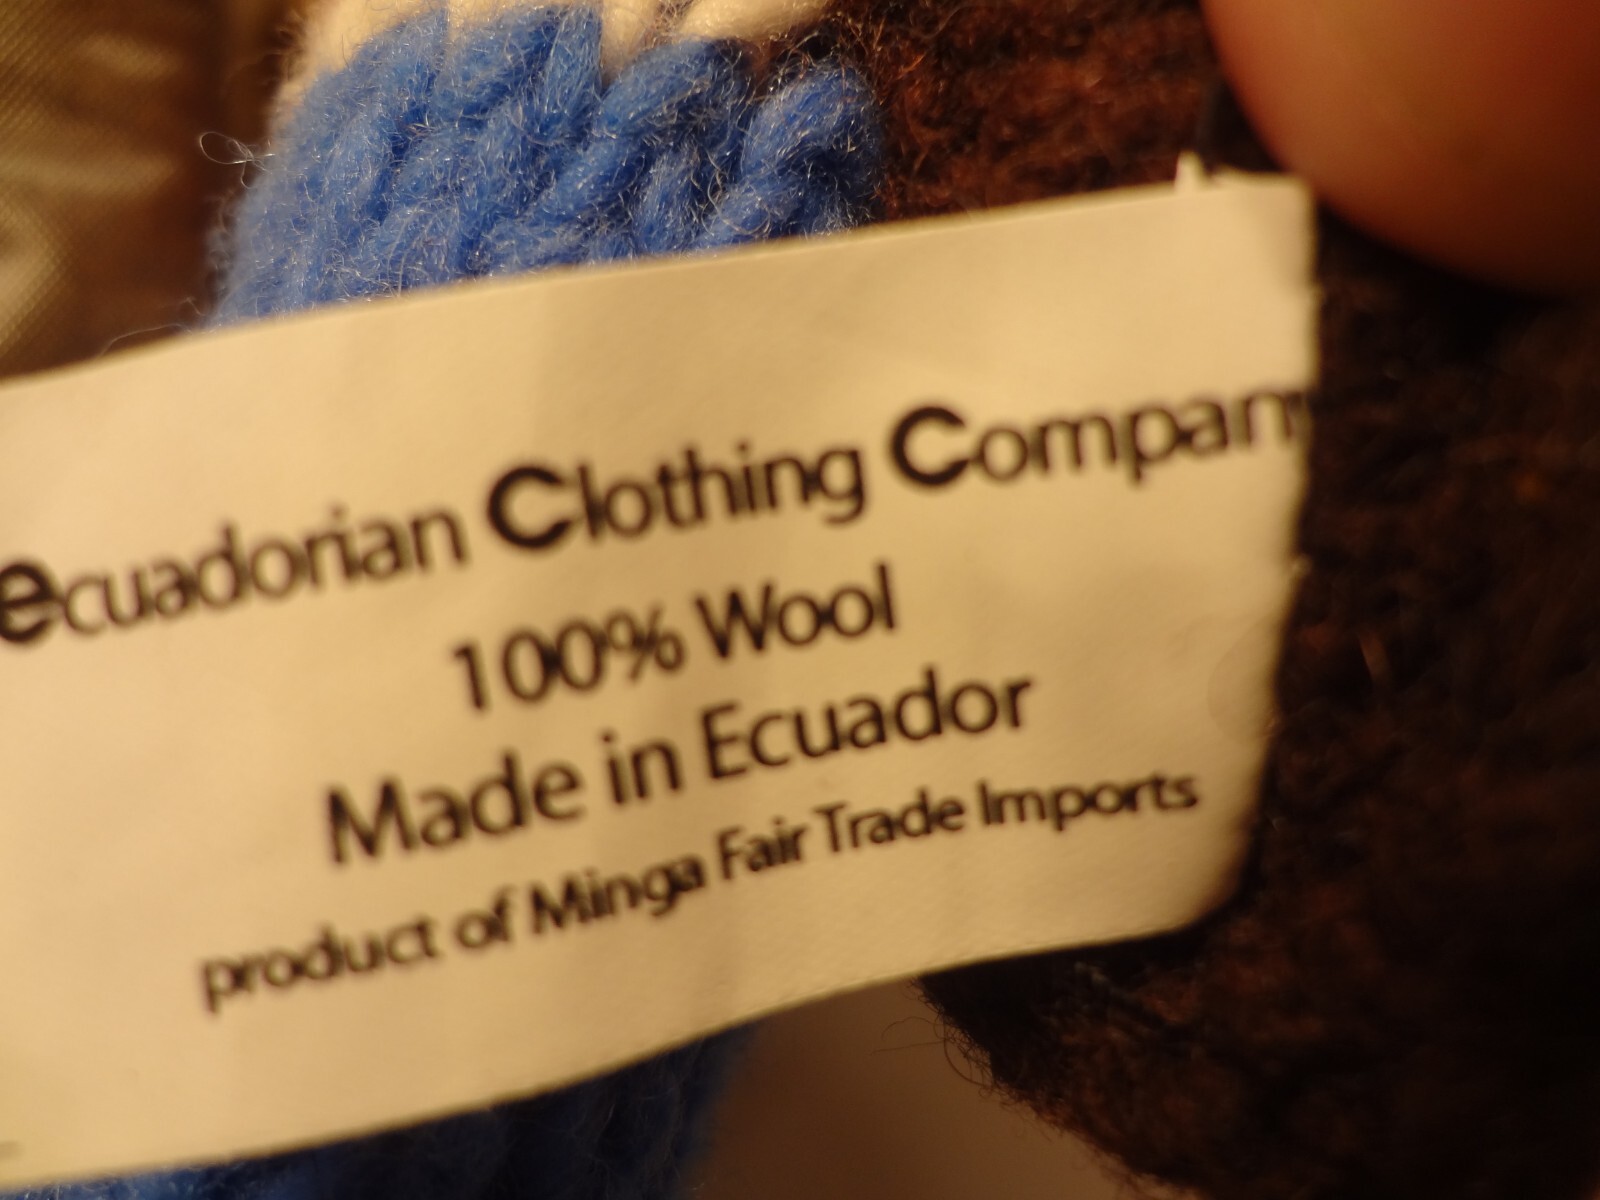 ecuadorian Clothing Company
100% Wool
Made in Ecuador
product of Minga Fair Trade Imports